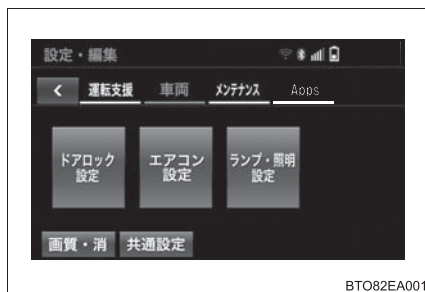 設定・編集
運転支援 車両 メンテナンス Apps
ドアロック
設定
エアコン
設定
ランプ・照明
設定
画質・消 共通設定
BTO82EA001